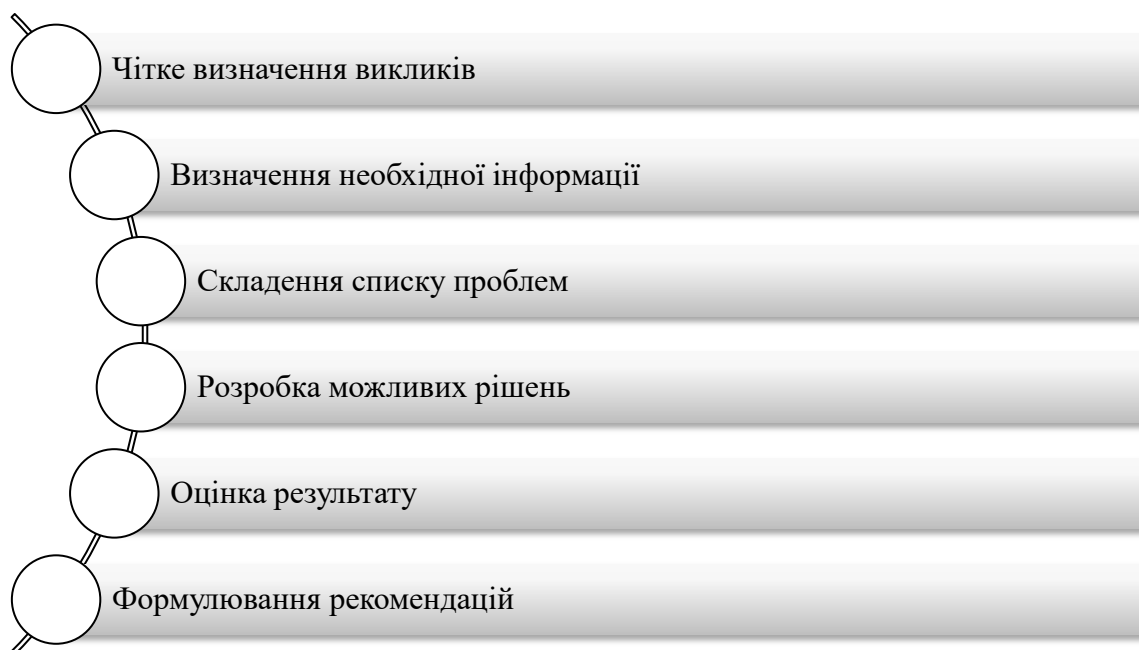 Чітке визначення викликів
Визначення необхідної інформації
Складення списку проблем
Розробка можливих рішень
Оцінка результату
Формулювання рекомендацій